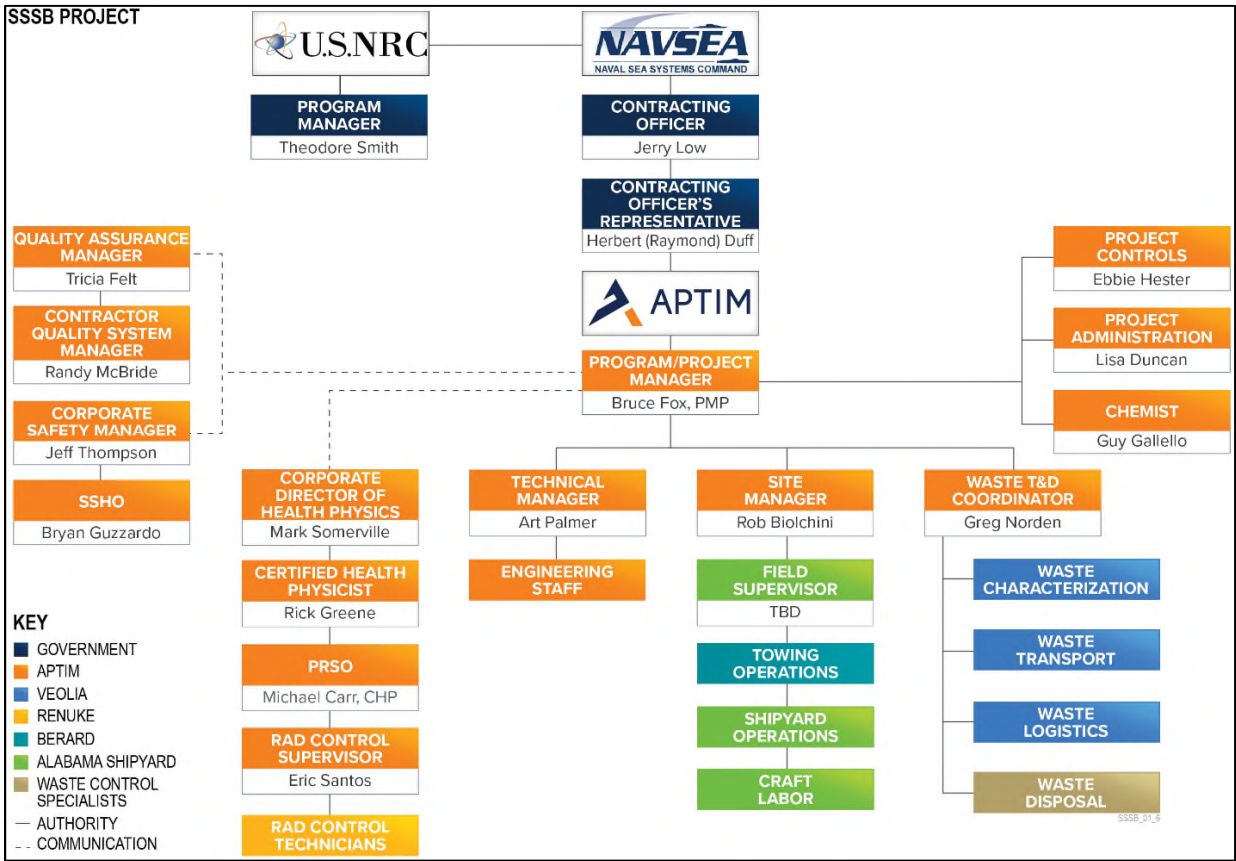 SSSB PROJECT
U.S.NRC
NAVSEA
NAVAL SEA SYSTEMS COMMAND
PROGRAM
MANAGER
Theodore Smith
CONTRACTING
OFFICER
Jerry Low
CONTRACTING
OFFICER'S
REPRESENTATIVE
Herbert (Raymond) Duff
APTIM
PROGRAM/PROJECT
MANAGER
Bruce Fox, PMP
QUALITY ASSURANCE
MANAGER
Tricia Felt
CONTRACTOR
QUALITY SYSTEM
MANAGER
Randy McBride
CORPORATE
SAFETY MANAGER
Jeff Thompson
SSHO
Bryan Guzzardo
PROJECT
CONTROLS
Ebbie Hester
PROJECT
ADMINISTRATION
Lisa Duncan
CHEMIST
Guy Gallello
CORPORATE
DIRECTOR OF
HEALTH PHYSICS
Mark Somerville
CERTIFIED HEALTH
PHYSICIST
Rick Greene
PRSO
Michael Carr, CHP
RAD CONTROL
SUPERVISOR
Eric Santos
RAD CONTROL
TECHNICIANS
TECHNICAL
MANAGER
Art Palmer
ENGINEERING
STAFF
SITE
MANAGER
Rob Biolchini
FIELD
SUPERVISOR
TBD
TOWING
OPERATIONS
SHIPYARD
OPERATIONS
CRAFT
LABOR
WASTE T&D
COORDINATOR
Greg Norden
WASTE
CHARACTERIZATION
WASTE
TRANSPORT
WASTE
LOGISTICS
WASTE
DISPOSAL
SSSB_01_6
KEY
GOVERNMENT
APTIM
VEOLIA
RENUKE
BERARD
ALABAMA SHIPYARD
WASTE CONTROL
SPECIALISTS
AUTHORITY
COMMUNICATION